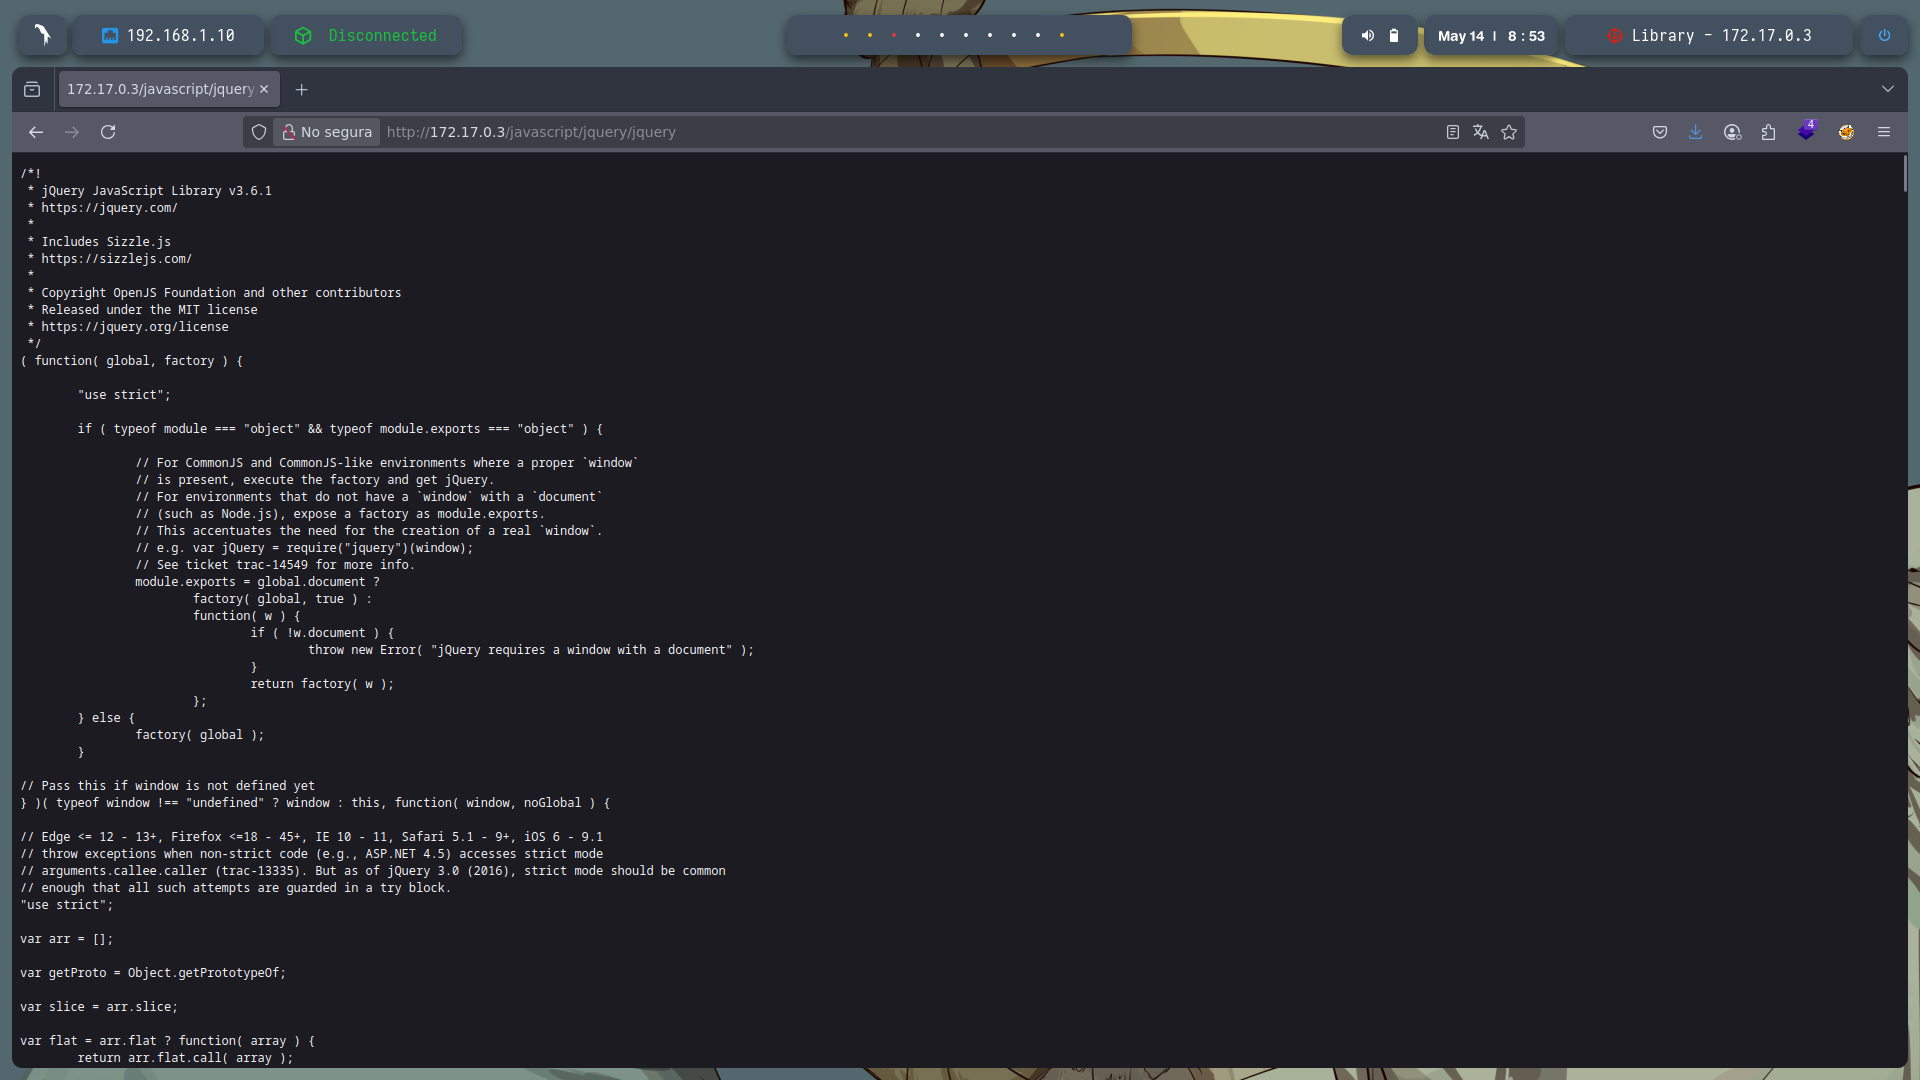 192.168.1.10
Disconnected
May 14 | 8 : 53
Library - 172.17.0.3
172.17.0.3/javascript/jquery
No segura
http://172.17.0.3/javascript/jquery/jquery
4
/*!
 * jQuery JavaScript Library v3.6.1
 * https://jquery.com/
 *
 * Includes Sizzle.js
 * https://sizzlejs.com/
 *
 * Copyright OpenJS Foundation and other contributors
 * Released under the MIT license
 * https://jquery.org/license
 */
( function( global, factory ) {
"use strict";
if ( typeof module === "object" && typeof module.exports === "object" ) {
// For CommonJS and CommonJS-like environments where a proper `window`
// is present, execute the factory and get jQuery.
// For environments that do not have a `window` with a `document`
// (such as Node.js), expose a factory as module.exports.
// This accentuates the need for the creation of a real `window`.
// e.g. var jQuery = require("jquery")(window);
// See ticket trac-14549 for more info.
module.exports = global.document ?
factory( global, true ) :
function( w ) {
if ( !w.document ) {
throw new Error( "jQuery requires a window with a document" );
}
return factory( w );
};
} else {
factory( global );
}
// Pass this if window is not defined yet
} )( typeof window !== "undefined" ? window : this, function( window, noGlobal ) {
// Edge <= 12 - 13+, Firefox <=18 - 45+, IE 10 - 11, Safari 5.1 - 9+, iOS 6 - 9.1
// throw exceptions when non-strict code (e.g., ASP.NET 4.5) accesses strict mode
// arguments.callee.caller (trac-13335). But as of jQuery 3.0 (2016), strict mode should be common
// enough that all such attempts are guarded in a try block.
"use strict";
var arr = [];
var getProto = Object.getPrototypeOf;
var slice = arr.slice;
var flat = arr.flat ? function( array ) {
return arr.flat.call( array );